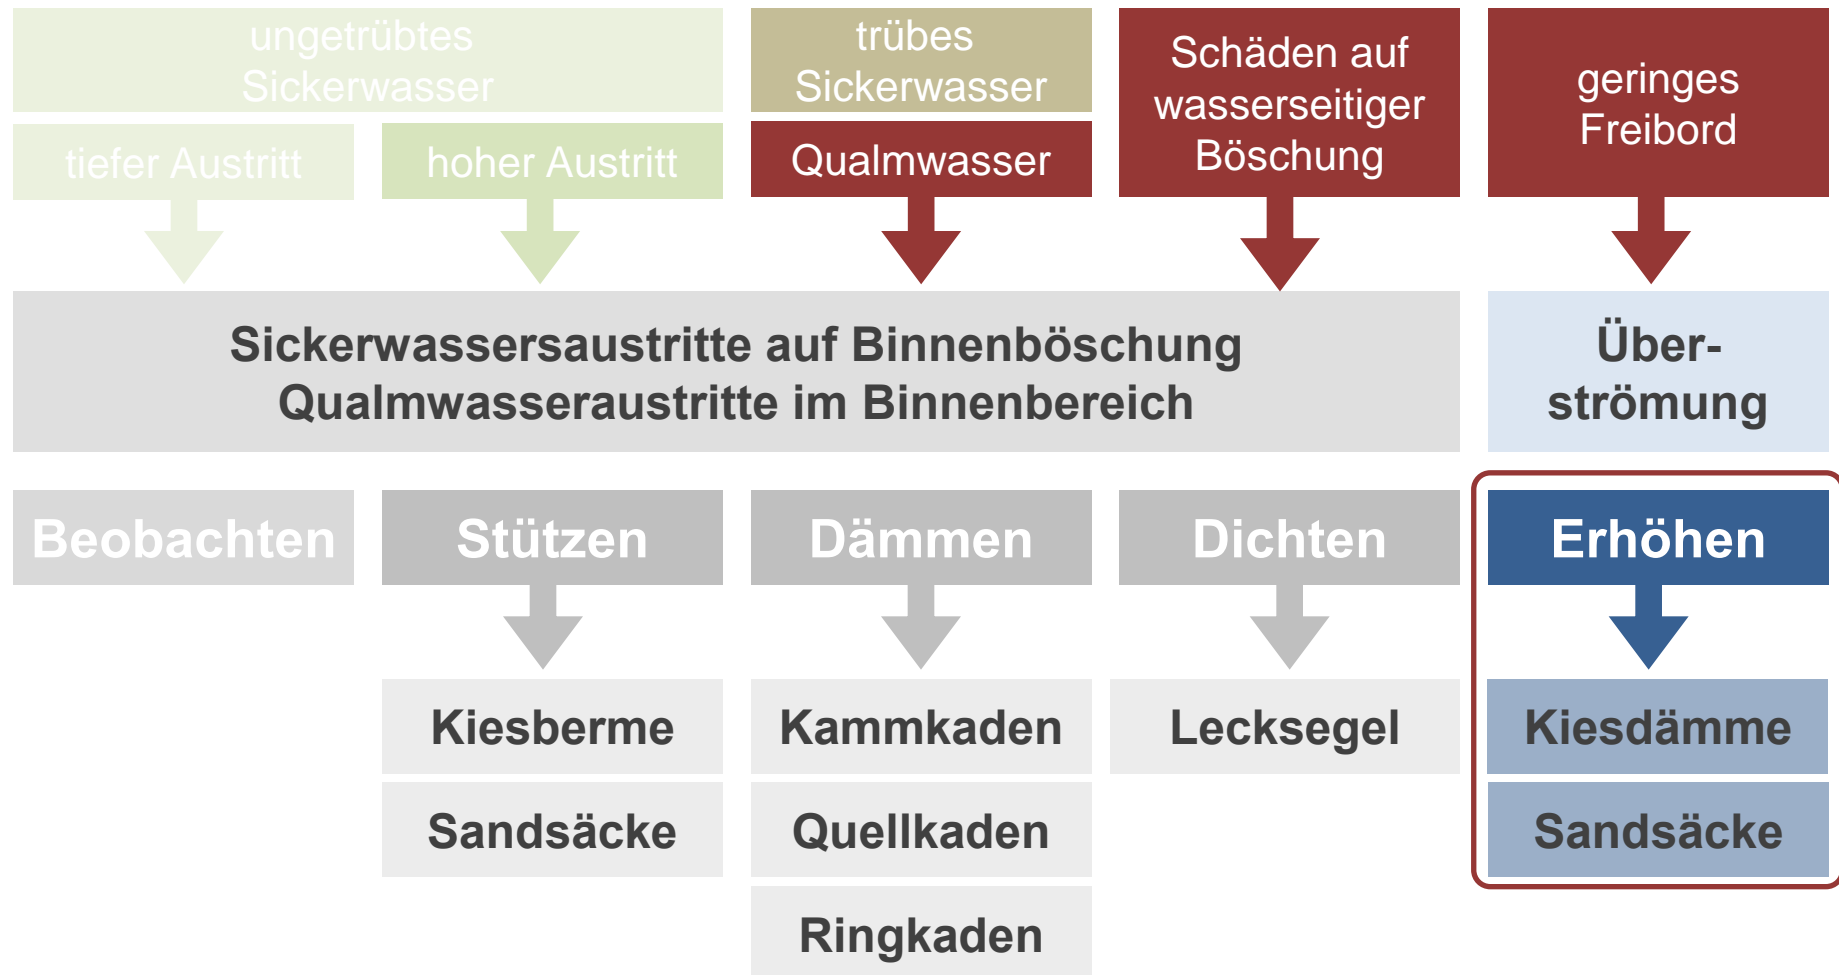 ungetrübtes
Sickerwasser
trübes
Sickerwasser
Schäden auf
wasserseitiger
Böschung
geringes
Freibord
tiefer Austritt
hoher Austritt
Qualmwasser
Sickerwassersaustritte auf Binnenböschung
Qualmwasseraustritte im Binnenbereich
Über-
strömung
Beobachten
Stützen
Dämmen
Dichten
Erhöhen
Kiesberme
Kammkaden
Lecksegel
Kiesdämme
Sandsäcke
Quellkaden
Sandsäcke
Ringkaden